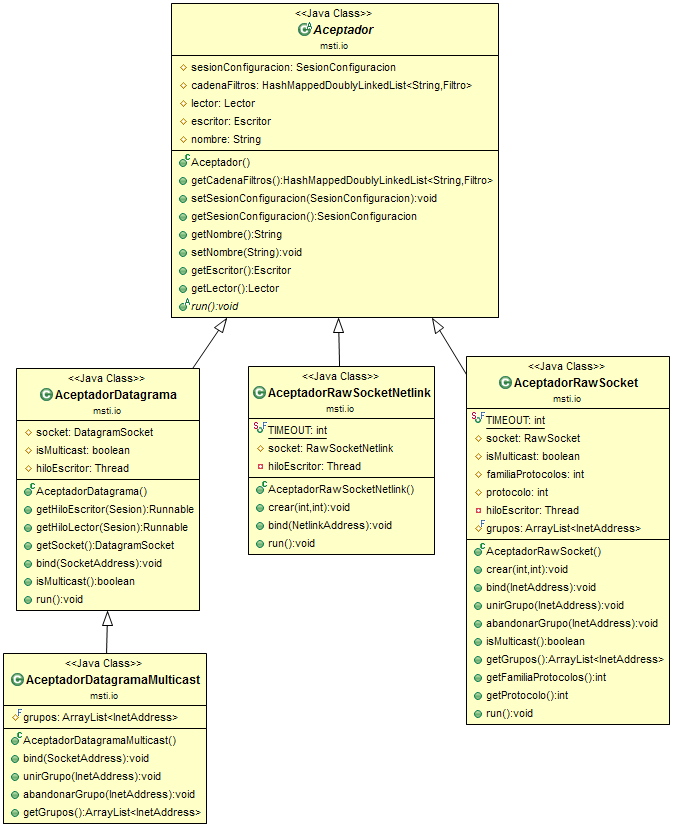 <<Java Class>>
Aceptador
msti.io
sesionConfiguracion: SesionConfiguracion
cadenaFiltros: HashMappedDoublyLinkedList<String,Filtro>
lector: Lector
escritor: Escritor
nombre: String
Aceptador()
getCadenaFiltros():HashMappedDoublyLinkedList<String,Filtro>
setSesionConfiguracion(SesionConfiguracion):void
getSesionConfiguracion():SesionConfiguracion
getNombre():String
setNombre(String):void
getEscritor():Escritor
getLector():Lector
run():void
<<Java Class>>
AceptadorDatagrama
msti.io
socket: DatagramSocket
isMulticast: boolean
hiloEscritor: Thread
AceptadorDatagrama()
getHiloEscritor(Sesion):Runnable
getHiloLector(Sesion):Runnable
getSocket():DatagramSocket
bind(SocketAddress):void
isMulticast():boolean
run():void
<<Java Class>>
AceptadorRawSocketNetlink
msti.io
TIMEOUT: int
socket: RawSocketNetlink
hiloEscritor: Thread
AceptadorRawSocketNetlink()
crear(int,int):void
bind(NetlinkAddress):void
run():void
<<Java Class>>
AceptadorRawSocket
msti.io
TIMEOUT: int
socket: RawSocket
isMulticast: boolean
familiaProtocolos: int
protocolo: int
hiloEscritor: Thread
grupos: ArrayList<InetAddress>
AceptadorRawSocket()
crear(int,int):void
bind(InetAddress):void
unirGrupo(InetAddress):void
abandonarGrupo(InetAddress):void
isMulticast():boolean
getGrupos():ArrayList<InetAddress>
getFamiliaProtocolos():int
getProtocolo():int
run():void
<<Java Class>>
AceptadorDatagramaMulticast
msti.io
grupos: ArrayList<InetAddress>
AceptadorDatagramaMulticast()
bind(SocketAddress):void
unirGrupo(InetAddress):void
abandonarGrupo(InetAddress):void
getGrupos():ArrayList<InetAddress>